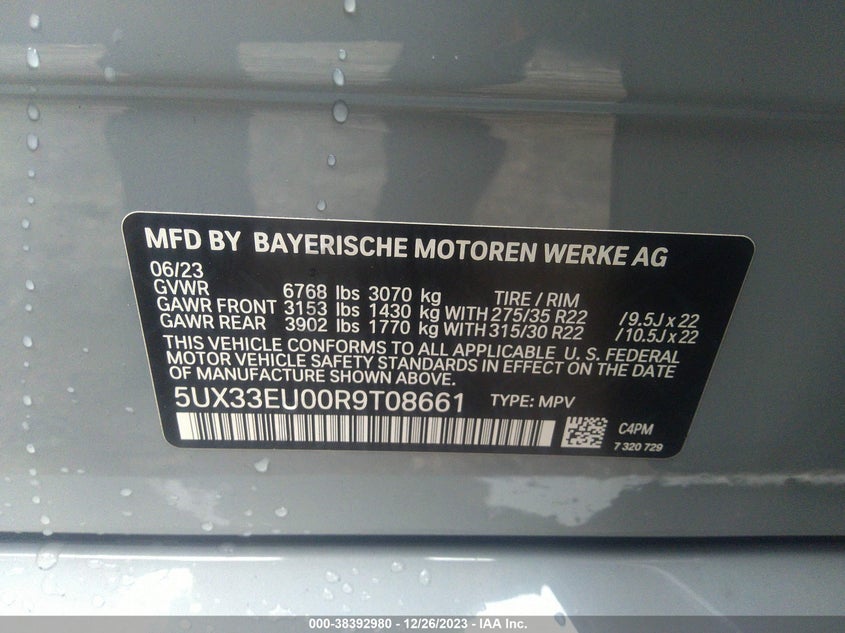 MFD BY BAYERISCHE MOTOREN WERKE AG
06/23
GVWR 6768 lbs 3070 kg TIRE / RIM
GAWR FRONT 3153 lbs 1430 kg WITH 275/35 R22 / 9.5J x 22
GAWR REAR 3902 lbs 1770 kg WITH 315/30 R22 / 10.5J x 22
THIS VEHICLE CONFORMS TO ALL APPLICABLE U. S. FEDERAL
MOTOR VEHICLE SAFETY STANDARDS IN EFFECT ON THE DATE
OF MANUFACTURE SHOWN ABOVE.
5UX33EU00R9T08661 TYPE: MPV
C4PM
7 320 729
000-38392980 - 12/26/2023 - IAA Inc.